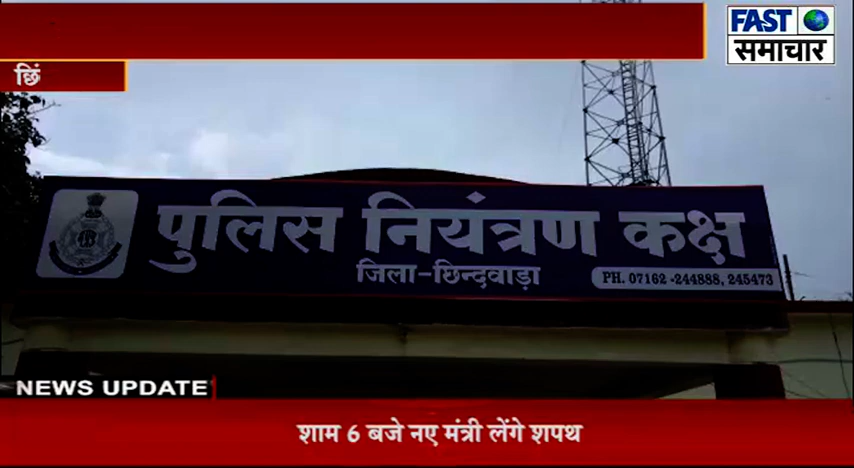 FAST
समाचार
छिं
पुलिस नियंत्रण कक्ष
जिला-छिन्दवाड़ा
PH. 07162 -244888, 245473
NEWS UPDATE
शाम 6 बजे नए मंत्री लेंगे शपथ